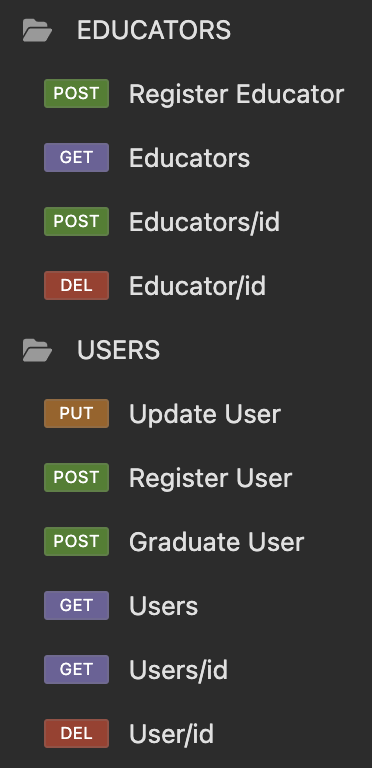 EDUCATORS
POST Register Educator
GET Educators
POST Educators/id
DEL Educator/id
USERS
PUT Update User
POST Register User
POST Graduate User
GET Users
GET Users/id
DEL User/id